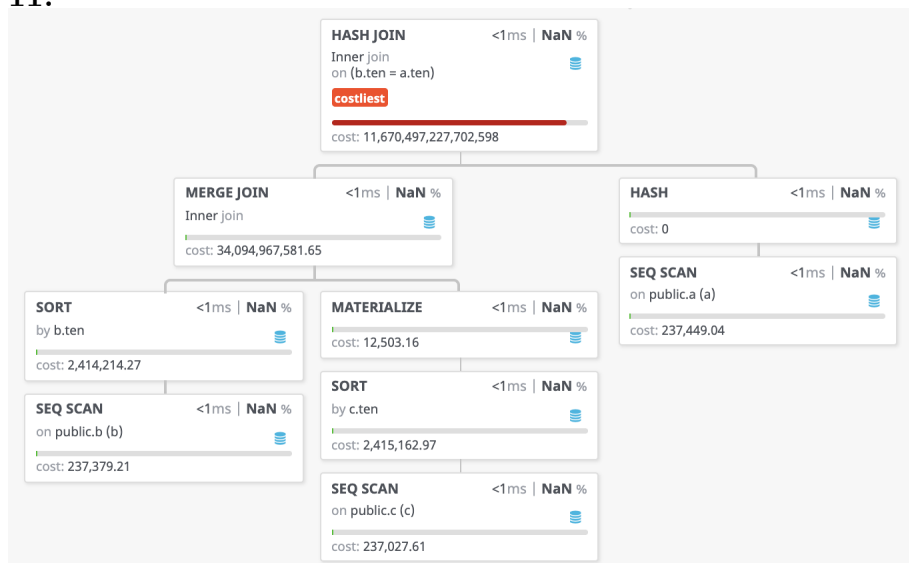 11.
HASH JOIN <1ms | NaN %
Inner join
on (b.ten = a.ten)
costliest
cost: 11,670,497,227,702,598
MERGE JOIN <1ms | NaN %
Inner join
cost: 34,094,967,581.65
HASH <1ms | NaN %
cost: 0
SEQ SCAN <1ms | NaN %
on public.a (a)
cost: 237,449.04
SORT <1ms | NaN %
by b.ten
cost: 2,414,214.27
SEQ SCAN <1ms | NaN %
on public.b (b)
cost: 237,379.21
MATERIALIZE <1ms | NaN %
cost: 12,503.16
SORT <1ms | NaN %
by c.ten
cost: 2,415,162.97
SEQ SCAN <1ms | NaN %
on public.c (c)
cost: 237,027.61